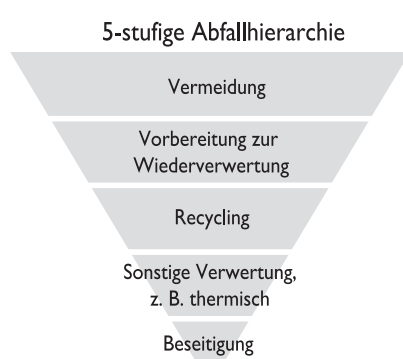 5-stufige Abfallhierarchie
Vermeidung
Vorbereitung zur
Wiederverwertung
Recycling
Sonstige Verwertung,
z. B. thermisch
Beseitigung